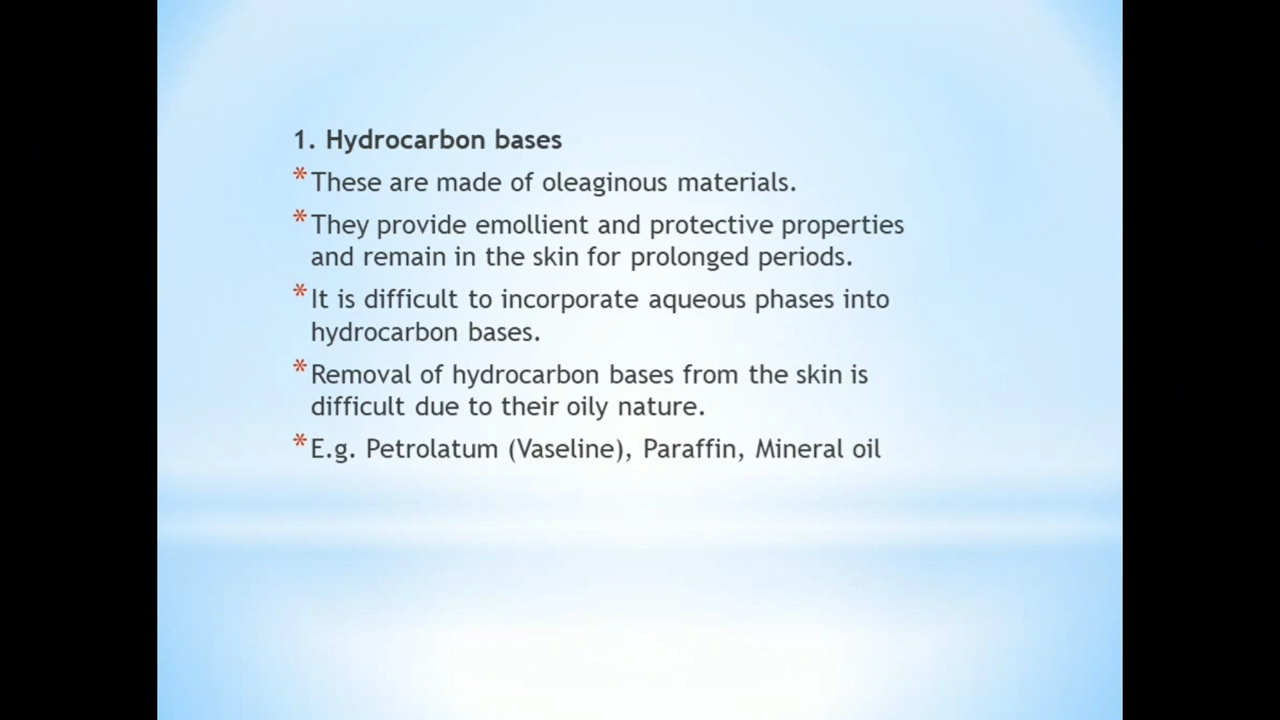 1. Hydrocarbon bases
* These are made of oleaginous materials.
* They provide emollient and protective properties
and remain in the skin for prolonged periods.
* It is difficult to incorporate aqueous phases into
hydrocarbon bases.
* Removal of hydrocarbon bases from the skin is
difficult due to their oily nature.
* E.g. Petrolatum (Vaseline), Paraffin, Mineral oil